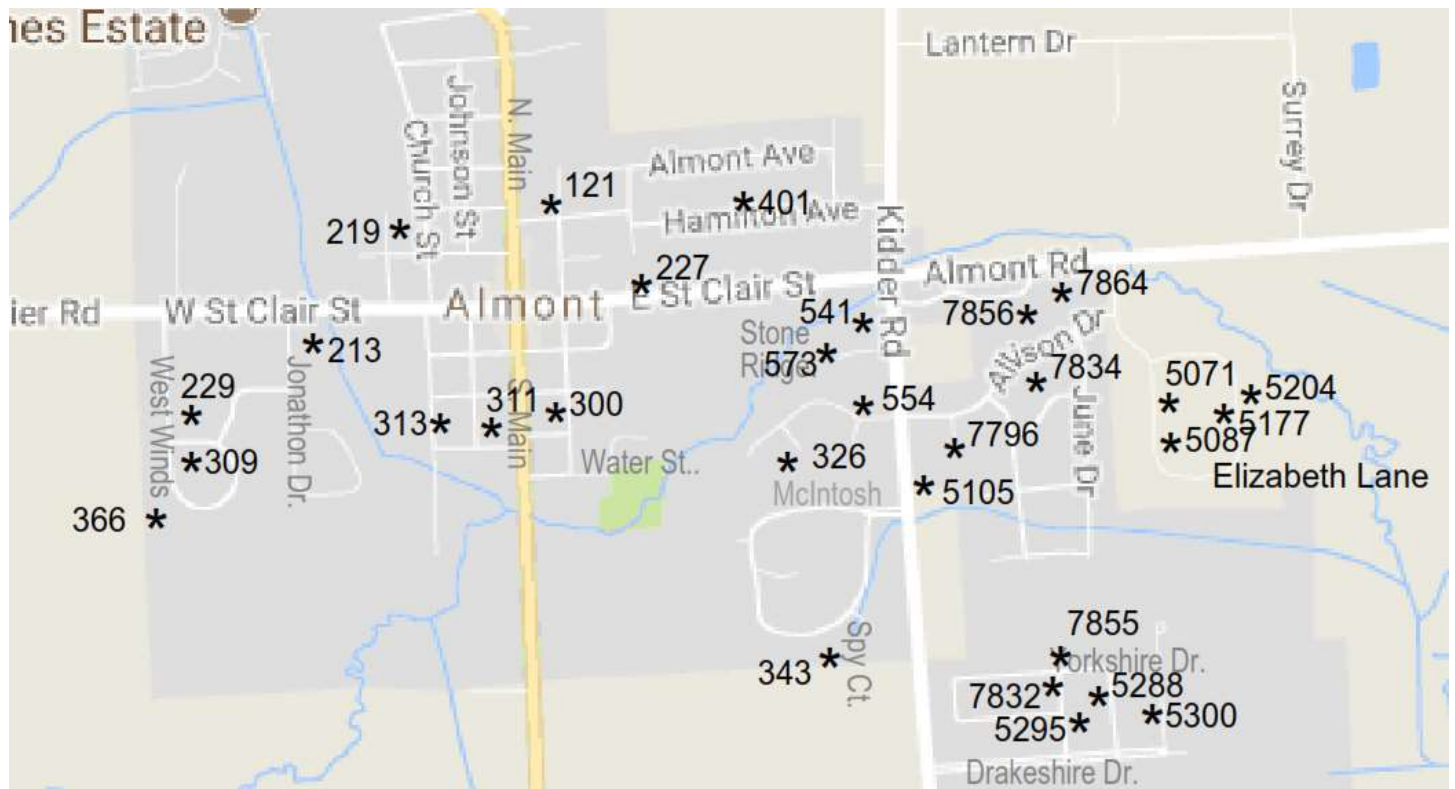 nes Estate
Lantern Dr
Surrey Dr
Johnson St
Church St
N. Main
Almont Ave
121
401
Hamilton Ave
219
Kidder Rd
227
Almont Rd
7864
ier Rd
W St Clair St
Almont
E St Clair St
541
7856
213
Stone
Ringer
573
Allyson Dr
7834
West Winds
Jonathon Dr.
229
5071
5204
5177
313
311
S. Main
300
554
June Dr
5087
309
Water St..
326
7796
Elizabeth Lane
McIntosh
5105
366
7855
343
Spy Ct.
Yorkshire Dr.
7832
5288
5295
5300
Drakeshire Dr.